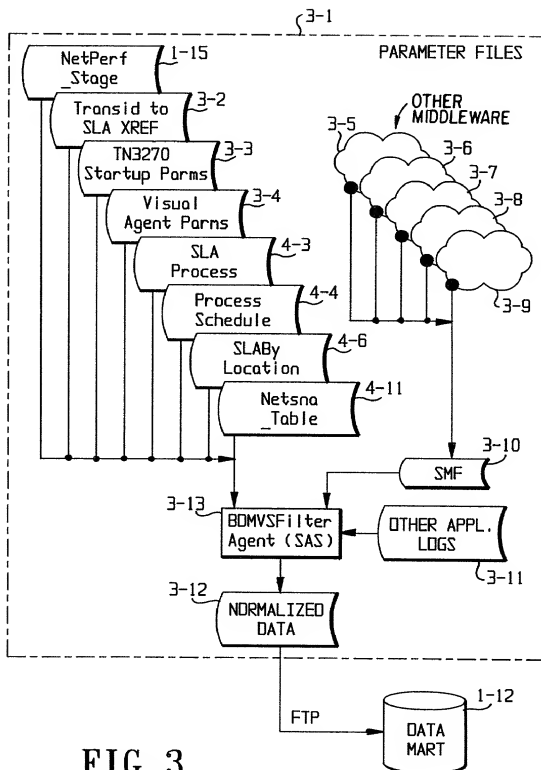 3-1
PARAMETER FILES
NetPerf
_Stage
1-15
Transid to
SLA XREF
3-2
TN3270
Startup Parms
3-3
Visual
Agent Parms
3-4
SLA
Process
4-3
Process
Schedule
4-4
SLABy
Location
4-6
Netsna
_Table
4-11
OTHER
MIDDLEWARE
3-5
3-6
3-7
3-8
3-9
3-10
SMF
3-13
BDMVSFilter
Agent (SAS)
OTHER APPL.
LOGS
3-11
3-12
NORMALIZED
DATA
FTP
1-12
DATA
MART
FIG. 3